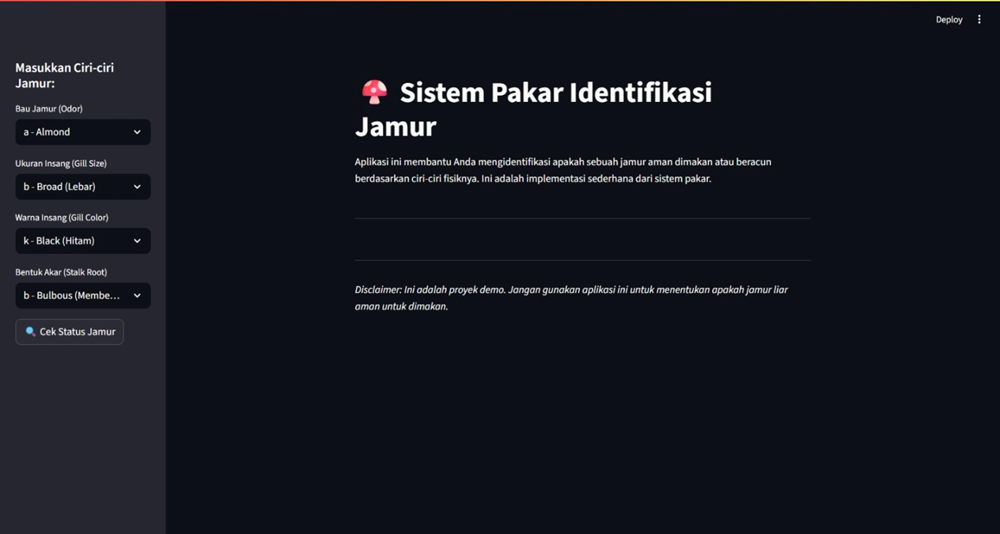 Deploy
Masukkan Ciri-ciri
Jamur:
Bau Jamur (Odor)
a - Almond
Ukuran Insang (Gill Size)
b - Broad (Lebar)
Warna Insang (Gill Color)
k - Black (Hitam)
Bentuk Akar (Stalk Root)
b - Bulbous (Membe...
Cek Status Jamur
Sistem Pakar Identifikasi
Jamur
Aplikasi ini membantu Anda mengidentifikasi apakah sebuah jamur aman dimakan atau beracun
berdasarkan ciri-ciri fisiknya. Ini adalah implementasi sederhana dari sistem pakar.
Disclaimer: Ini adalah proyek demo. Jangan gunakan aplikasi ini untuk menentukan apakah jamur liar
aman untuk dimakan.